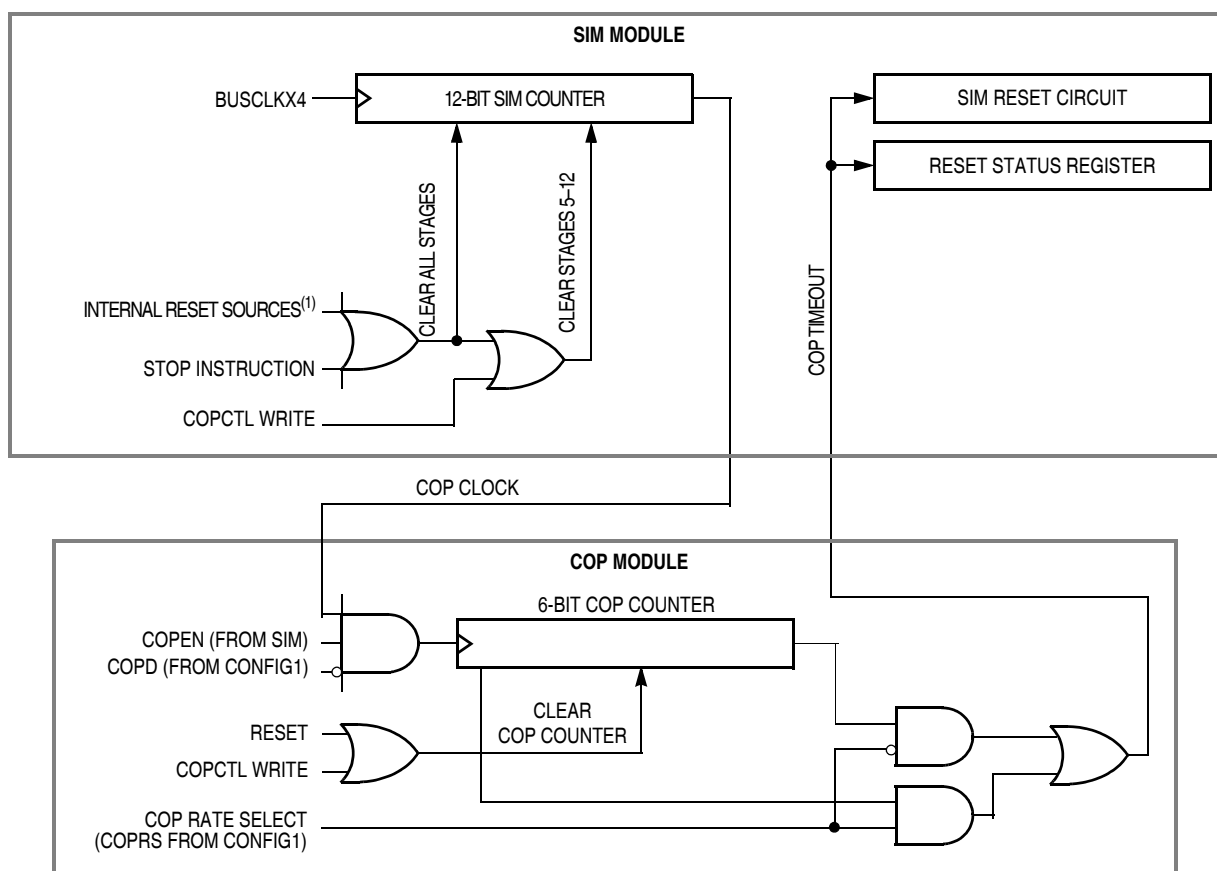 SIM MODULE
BUSCLKX4
12-BIT SIM COUNTER
SIM RESET CIRCUIT
RESET STATUS REGISTER
CLEAR ALL STAGES
CLEAR STAGES 5–12
COP TIMEOUT
INTERNAL RESET SOURCES(1)
STOP INSTRUCTION
COPCTL WRITE
COP CLOCK
COP MODULE
6-BIT COP COUNTER
COPEN (FROM SIM)
COPD (FROM CONFIG1)
CLEAR
COP COUNTER
RESET
COPCTL WRITE
COP RATE SELECT
(COPRS FROM CONFIG1)